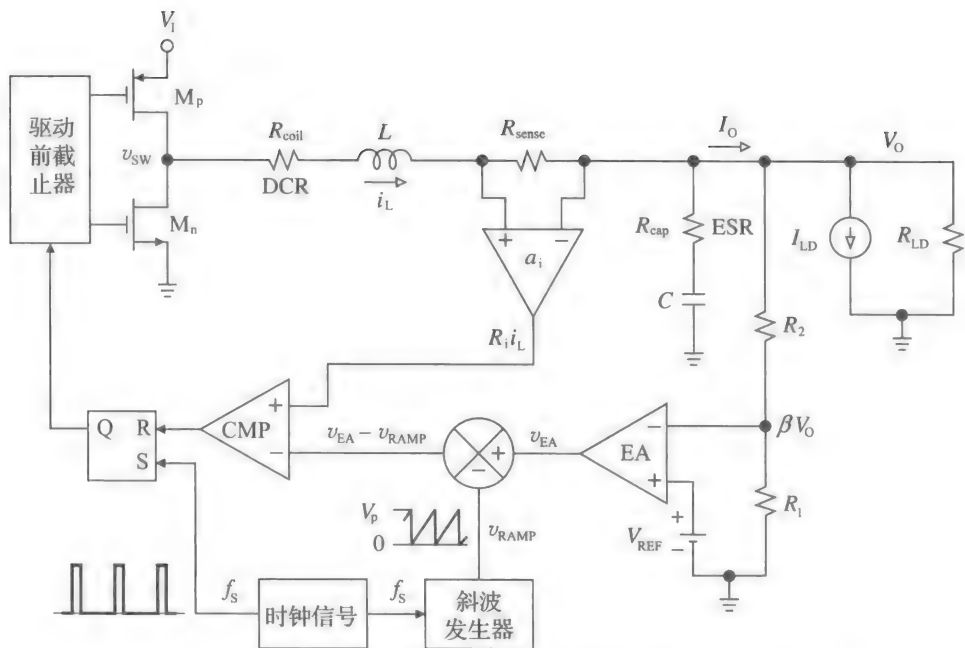 V_I
M_p
驱动
前截
止器
v_SW
M_n
R_coil
DCR
L
i_L
R_sense
a_i
+
−
R_i i_L
I_O
V_O
R_cap
ESR
C
I_LD
R_LD
R_2
βV_O
R_1
Q
R
S
CMP
+
−
v_EA − v_RAMP
+
−
v_EA
EA
−
+
V_REF
+
−
V_p
0
v_RAMP
f_S
时钟信号
f_S
斜波
发生器